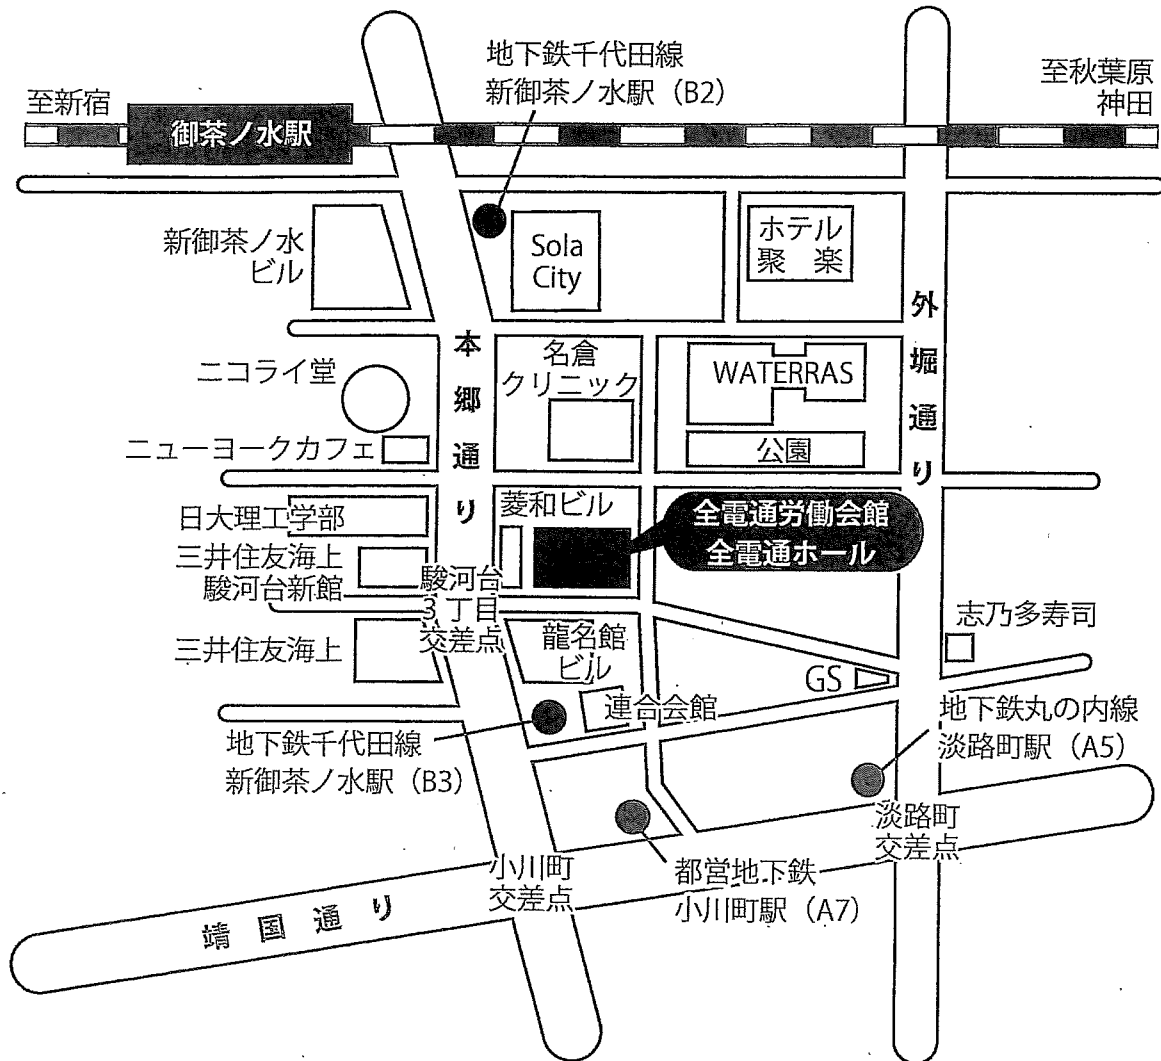 地下鉄千代田線
新御茶ノ水駅（B2）
至秋葉原
神田
至新宿
御茶ノ水駅
新御茶ノ水
ビル
Sola
City
ホテル
聚　楽
外堀通り
本郷通り
ニコライ堂
名倉
クリニック
WATERRAS
ニューヨークカフェ
公園
日大理工学部
菱和ビル
全電通労働会館
全電通ホール
三井住友海上
駿河台新館
駿河台
3丁目
交差点
志乃多寿司
三井住友海上
龍名館
ビル
GS
連合会館
地下鉄千代田線
新御茶ノ水駅（B3）
地下鉄丸の内線
淡路町駅（A5）
淡路町
交差点
小川町
交差点
都営地下鉄
小川町駅（A7）
靖国通り